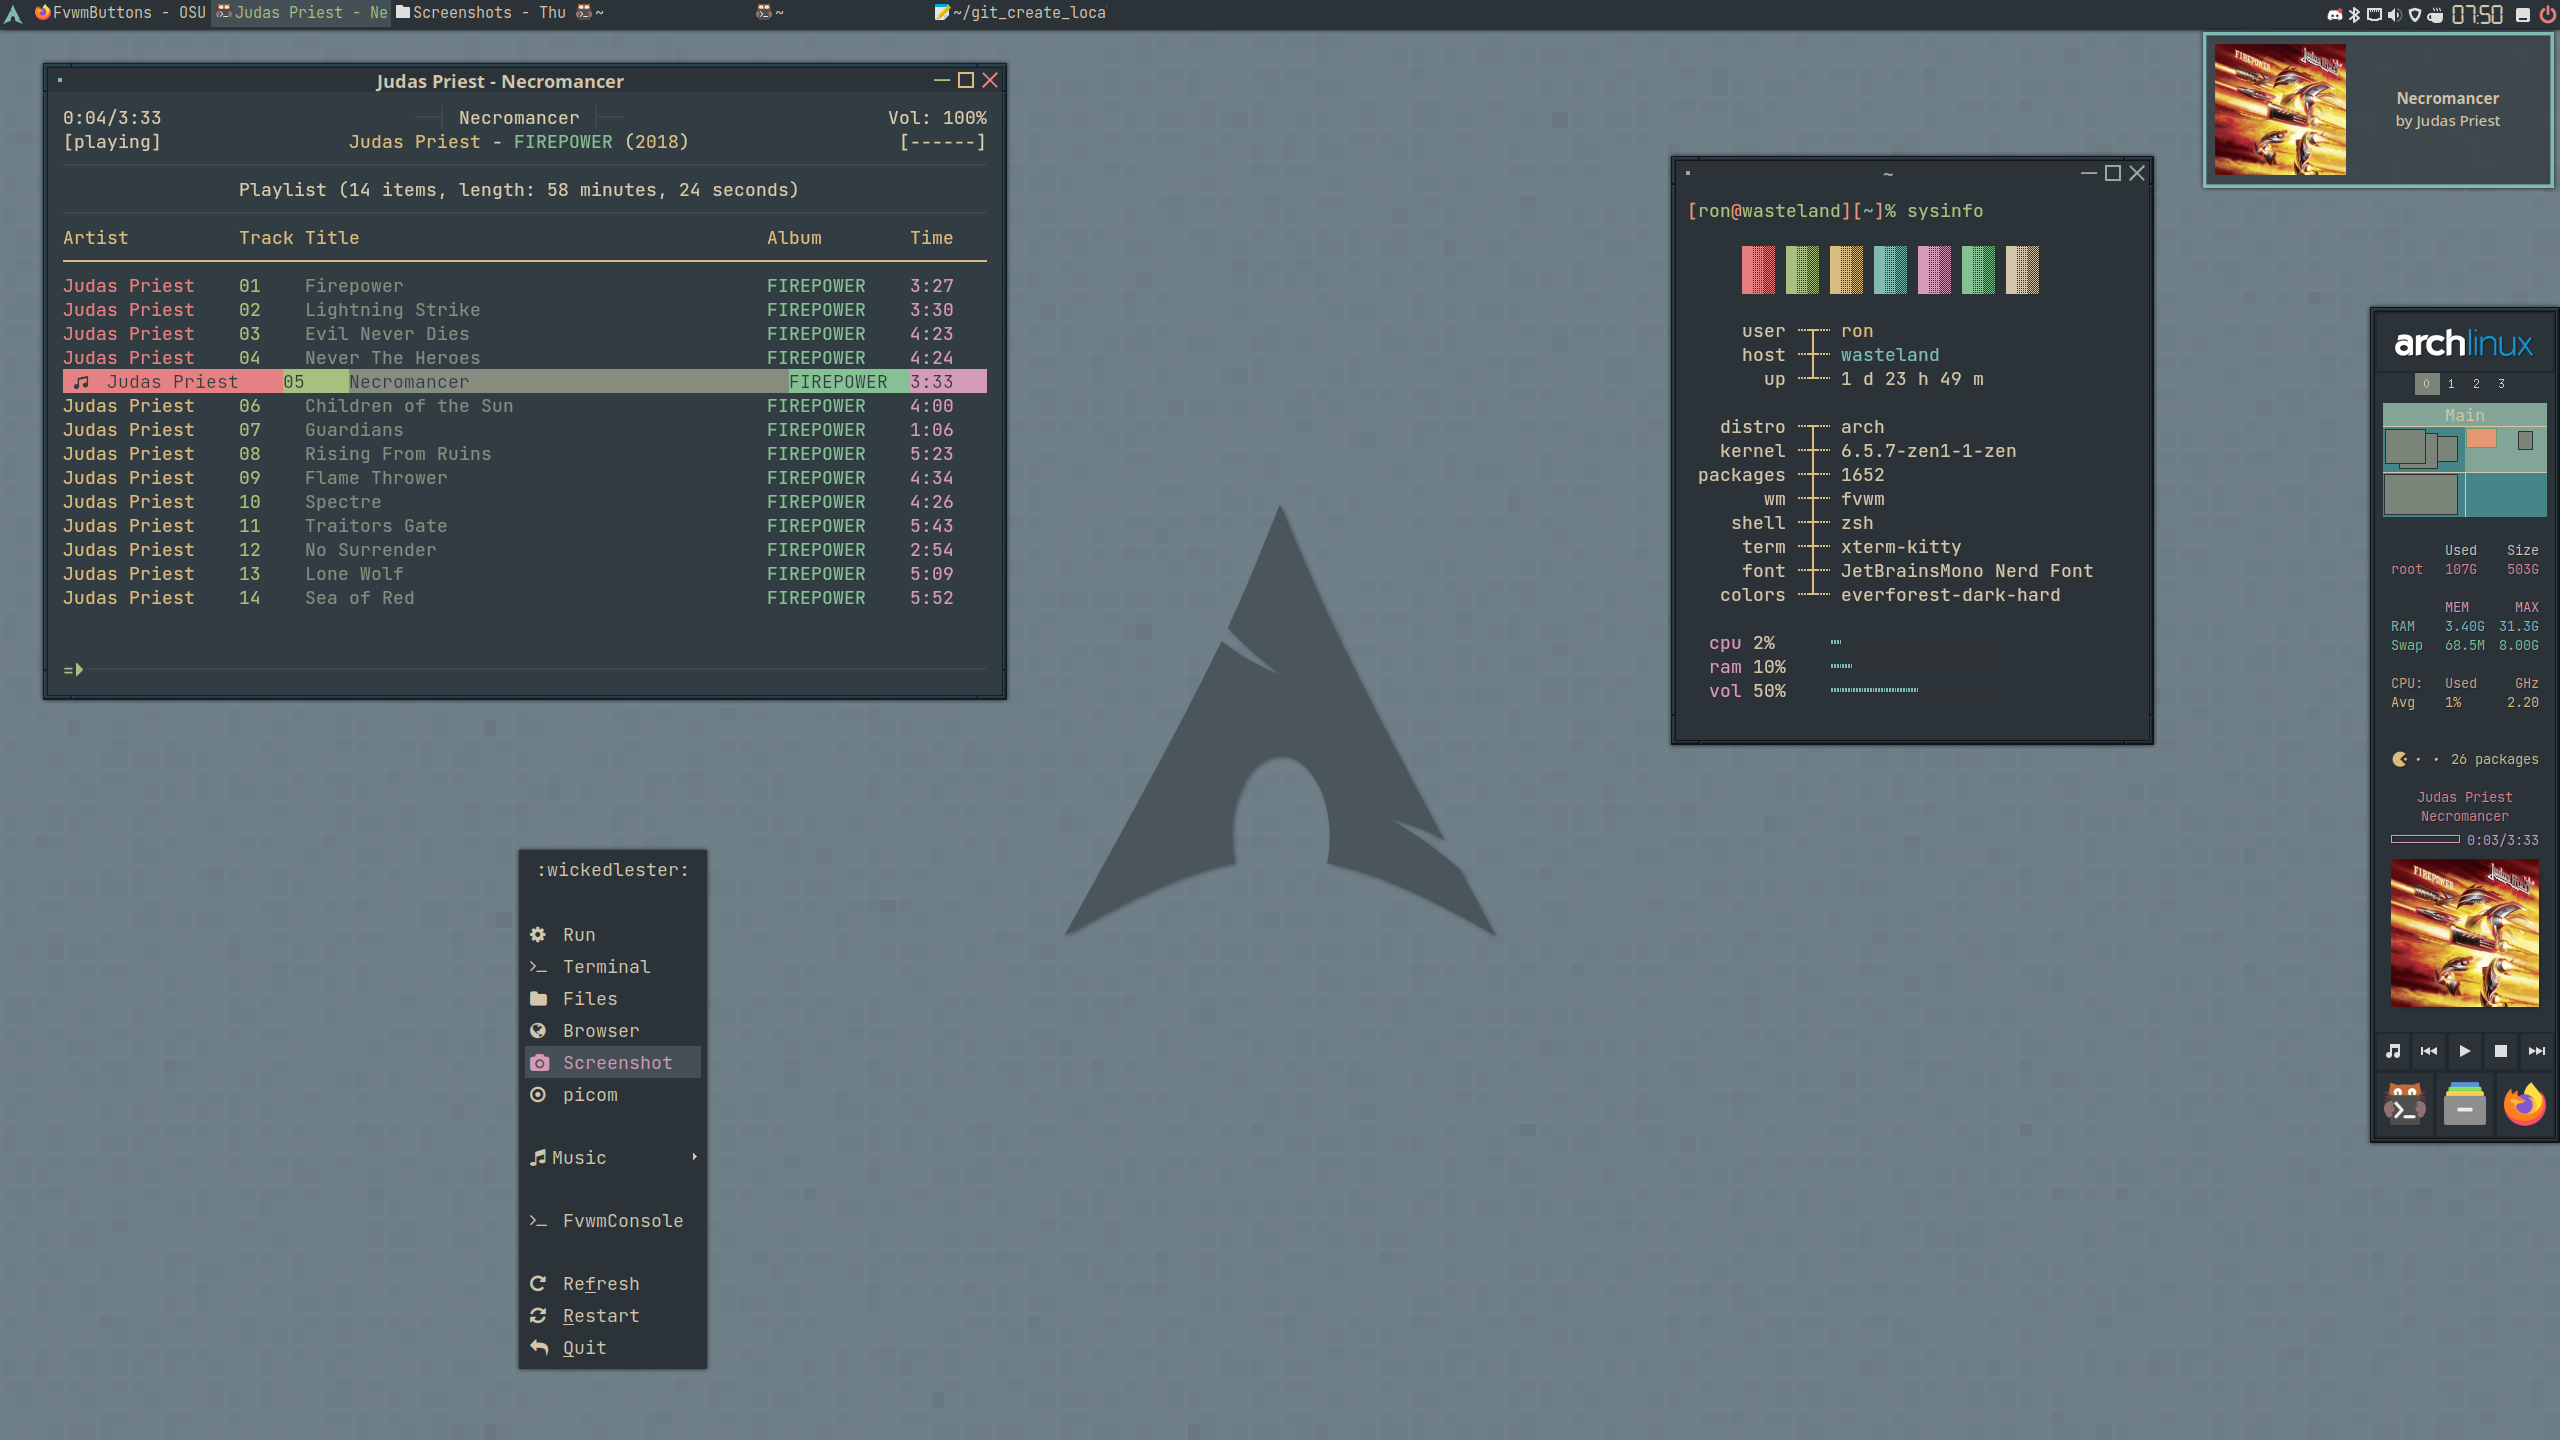 FvwmButtons - OSU
Judas Priest - Ne
Screenshots - Thu
~
~
~/git_create_loca
07:50
Judas Priest - Necromancer
0:04/3:33 Necromancer Vol: 100%
[playing] Judas Priest - FIREPOWER (2018) [------]
Playlist (14 items, length: 58 minutes, 24 seconds)
Artist Track Title Album Time
Judas Priest 01 Firepower FIREPOWER 3:27
Judas Priest 02 Lightning Strike FIREPOWER 3:30
Judas Priest 03 Evil Never Dies FIREPOWER 4:23
Judas Priest 04 Never The Heroes FIREPOWER 4:24
Judas Priest 05 Necromancer FIREPOWER 3:33
Judas Priest 06 Children of the Sun FIREPOWER 4:00
Judas Priest 07 Guardians FIREPOWER 1:06
Judas Priest 08 Rising From Ruins FIREPOWER 5:23
Judas Priest 09 Flame Thrower FIREPOWER 4:34
Judas Priest 10 Spectre FIREPOWER 4:26
Judas Priest 11 Traitors Gate FIREPOWER 5:43
Judas Priest 12 No Surrender FIREPOWER 2:54
Judas Priest 13 Lone Wolf FIREPOWER 5:09
Judas Priest 14 Sea of Red FIREPOWER 5:52
:wickedlester:
Run
Terminal
Files
Browser
Screenshot
picom
Music
FvwmConsole
Refresh
Restart
Quit
~
[ron@wasteland][~]% sysinfo
user ron
host wasteland
up 1 d 23 h 49 m
distro arch
kernel 6.5.7-zen1-1-zen
packages 1652
wm fvwm
shell zsh
term xterm-kitty
font JetBrainsMono Nerd Font
colors everforest-dark-hard
cpu 2%
ram 10%
vol 50%
FIREPOWER
Judas Priest
Necromancer
by Judas Priest
archlinux
0 1 2 3
Main
Used Size
root 107G 503G
MEM MAX
RAM 3.40G 31.3G
Swap 68.5M 8.00G
CPU: Used GHz
Avg 1% 2.20
26 packages
Judas Priest
Necromancer
0:03/3:33
FIREPOWER
Judas Priest